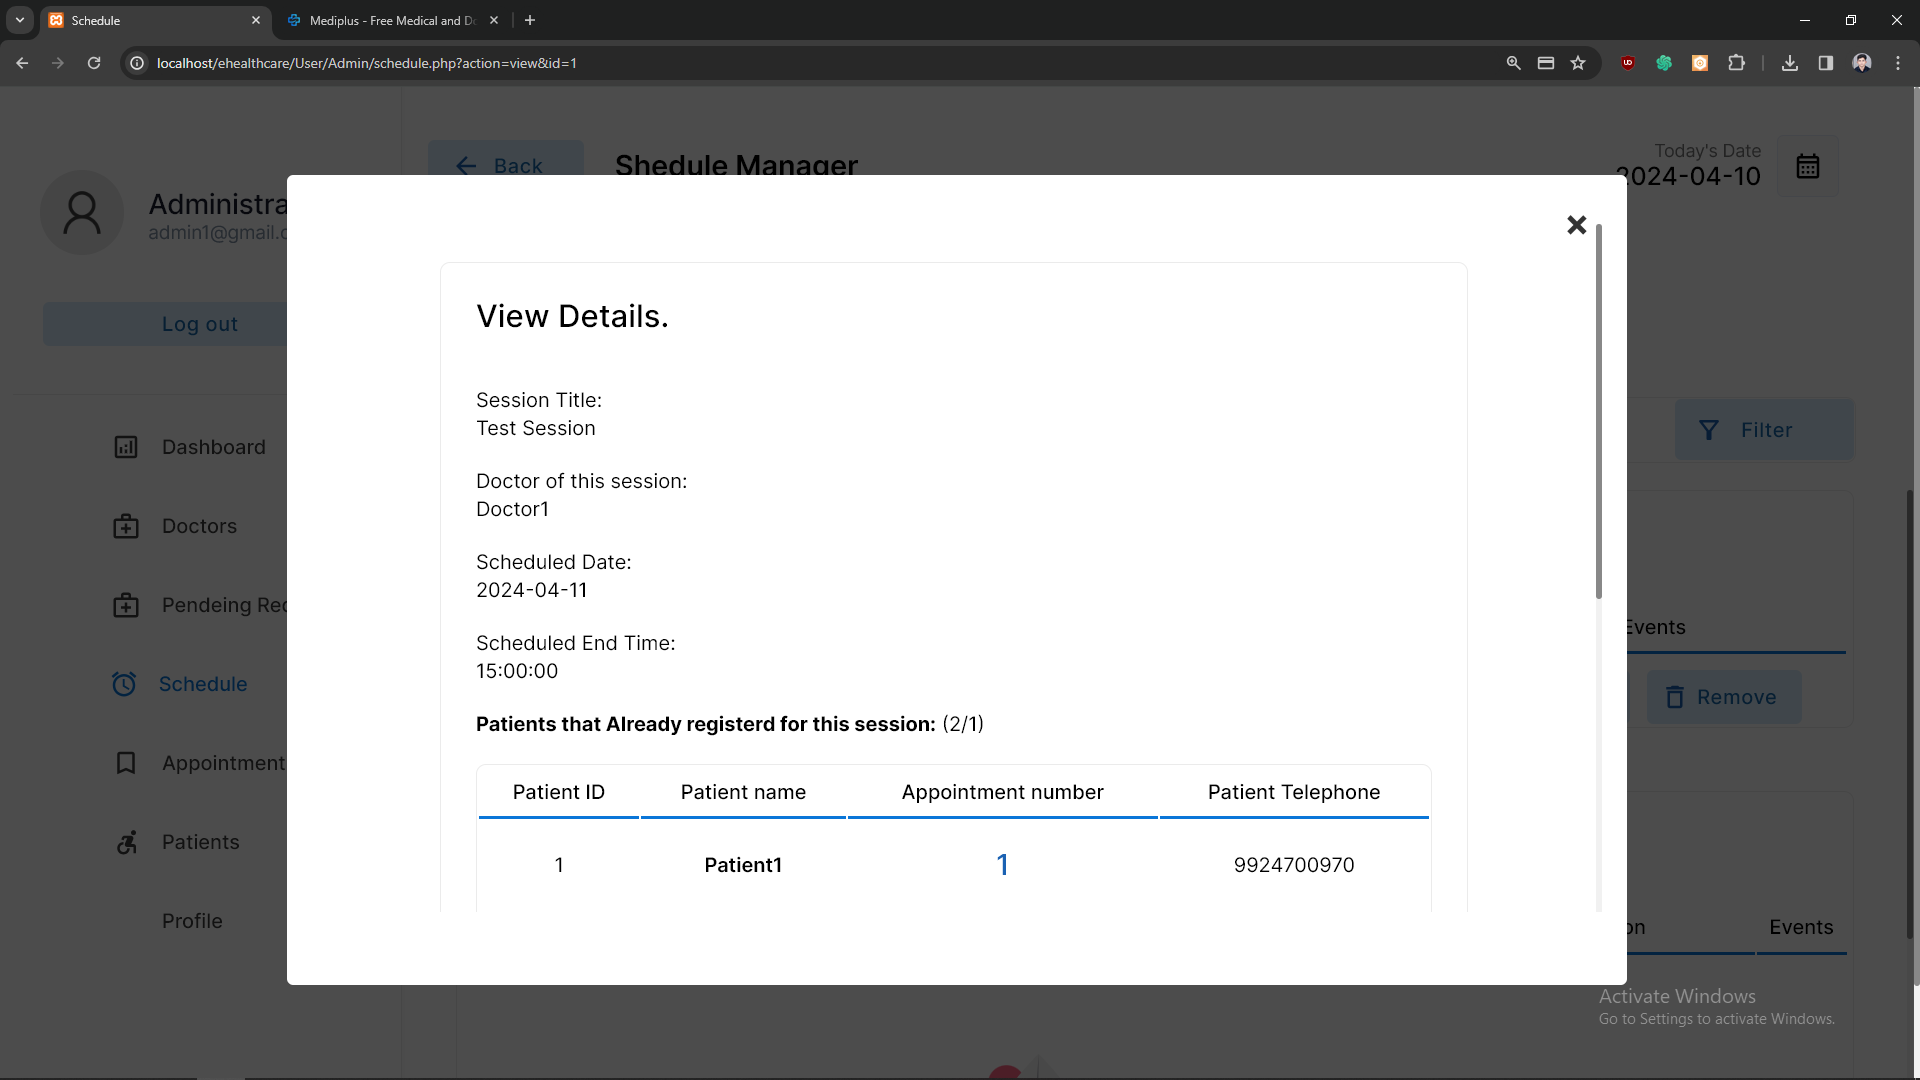 Schedule
Mediplus - Free Medical and Do
localhost/ehealthcare/User/Admin/schedule.php?action=view&id=1
Back
Shedule Manager
Today's Date
2024-04-10
Administra
admin1@gmail.c
Log out
Dashboard
Doctors
Pendeing Rec
Schedule
Appointment
Patients
Profile
View Details.
Session Title:
Test Session
Doctor of this session:
Doctor1
Scheduled Date:
2024-04-11
Scheduled End Time:
15:00:00
Patients that Already registerd for this session: (2/1)
Patient ID Patient name Appointment number Patient Telephone
1 Patient1 1 9924700970
Filter
Events
Remove
on Events
Activate Windows
Go to Settings to activate Windows.